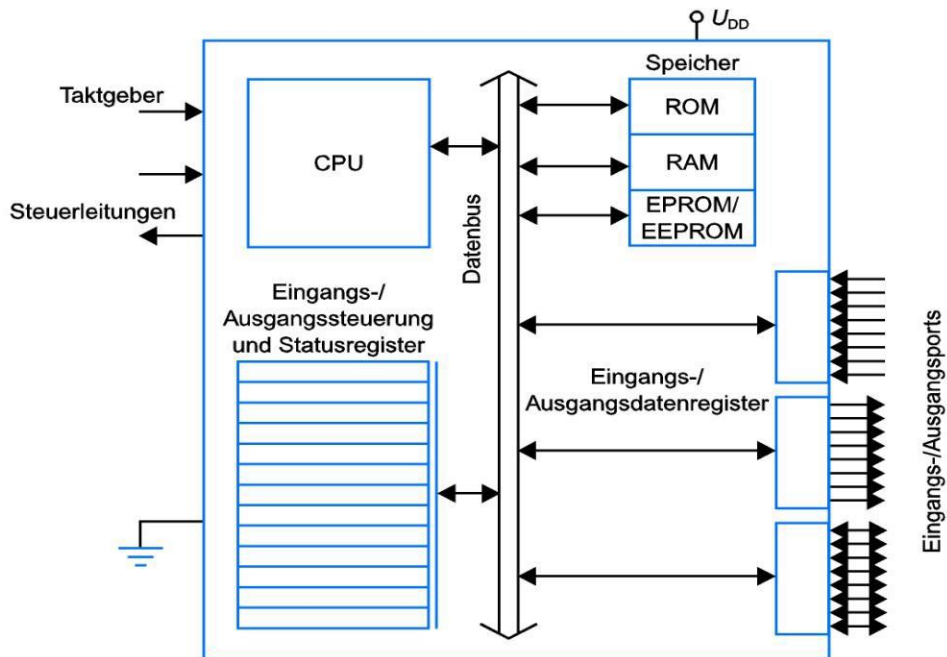 U_DD
Speicher
Taktgeber
ROM
CPU
RAM
Steuerleitungen
EPROM/
EEPROM
Datenbus
Eingangs-/
Ausgangssteuerung
und Statusregister
Eingangs-/
Ausgangsdatenregister
Eingangs-/Ausgangsports